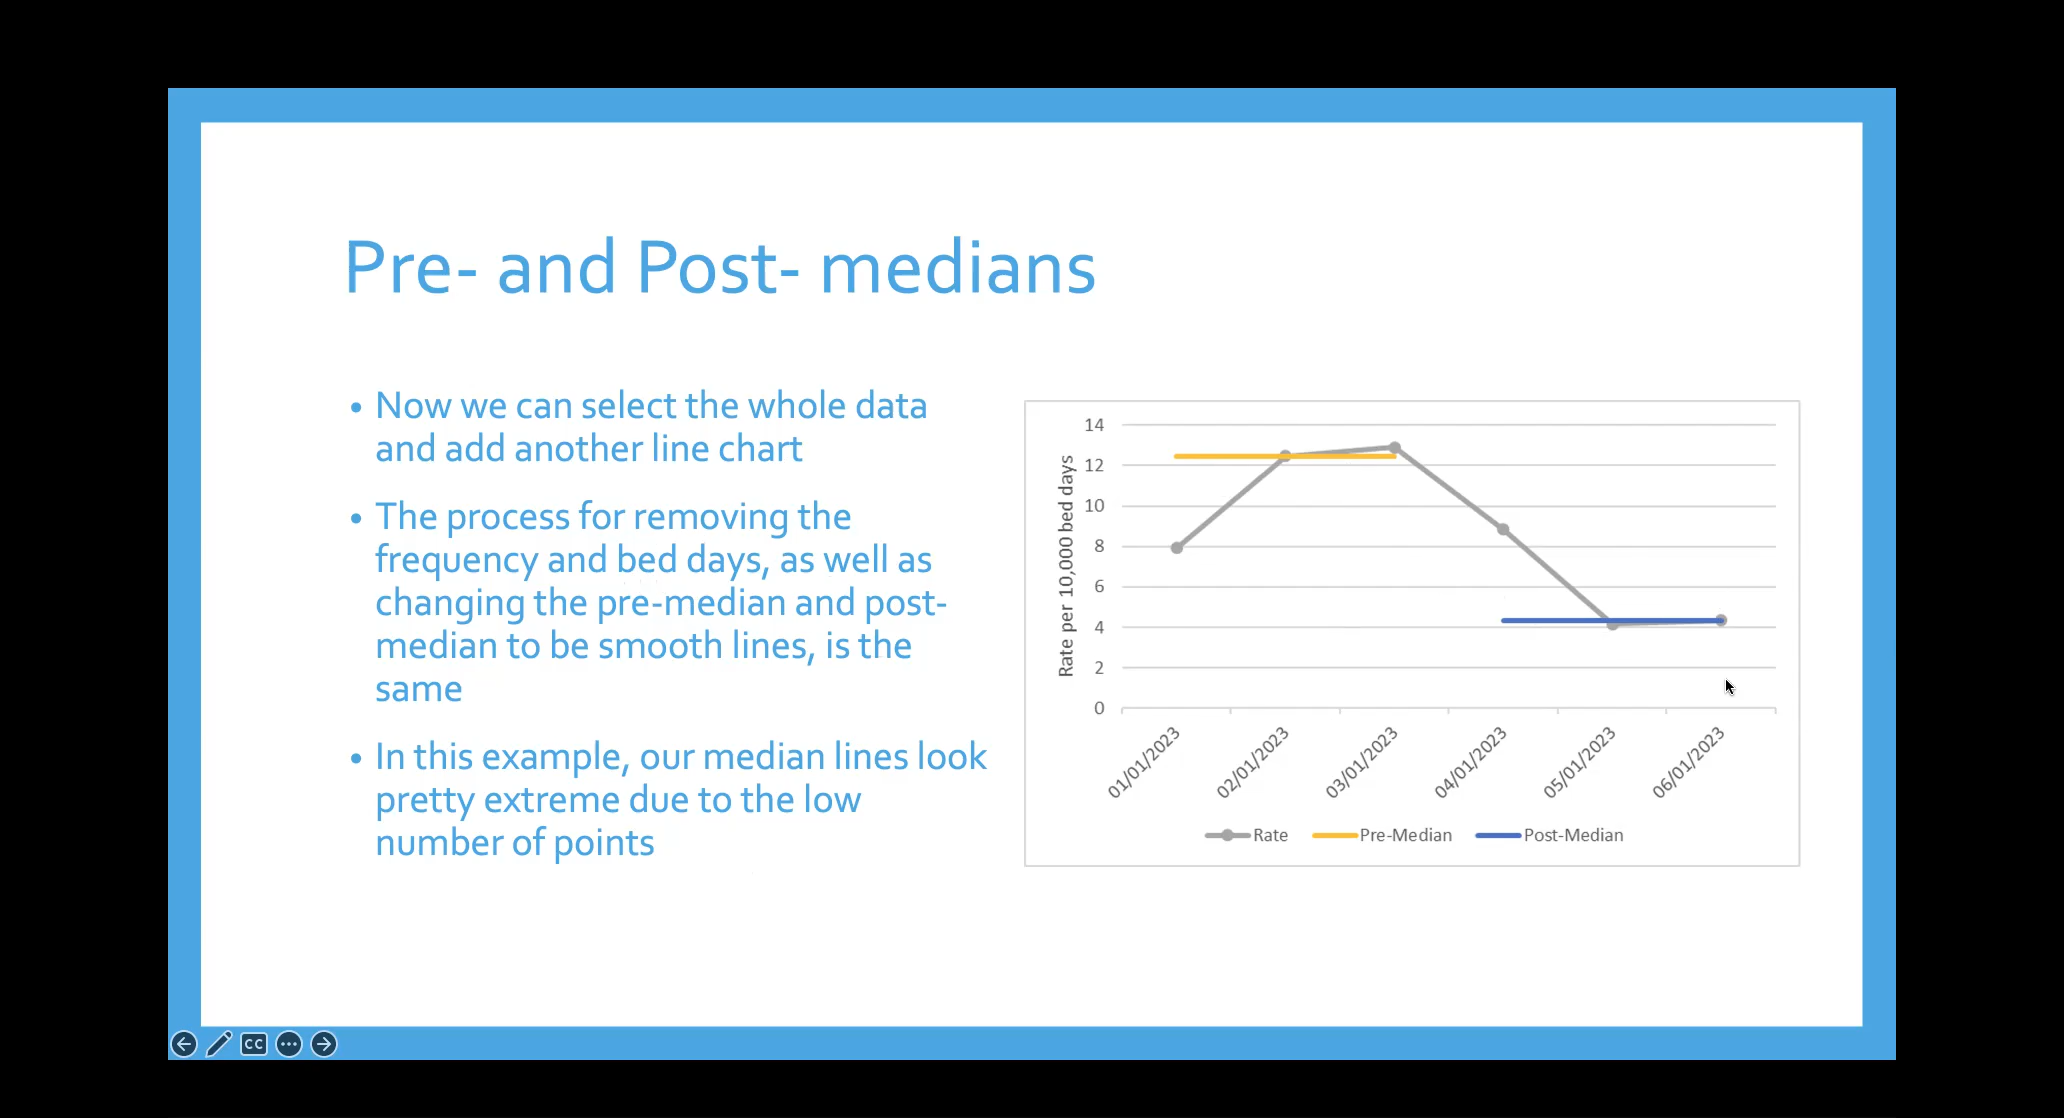 Pre- and Post- medians
• Now we can select the whole data
and add another line chart
• The process for removing the
frequency and bed days, as well as
changing the pre-median and post-
median to be smooth lines, is the
same
• In this example, our median lines look
pretty extreme due to the low
number of points
Rate per 10,000 bed days
14
12
10
8
6
4
2
0
01/01/2023
02/01/2023
03/01/2023
04/01/2023
05/01/2023
06/01/2023
Rate Pre-Median Post-Median
CC